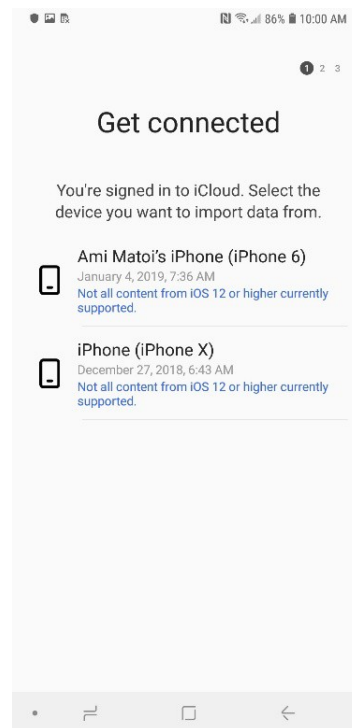 86% 10:00 AM
1 2 3
Get connected
You're signed in to iCloud. Select the
device you want to import data from.
Ami Matoi's iPhone (iPhone 6)
January 4, 2019, 7:36 AM
Not all content from iOS 12 or higher currently
supported.
iPhone (iPhone X)
December 27, 2018, 6:43 AM
Not all content from iOS 12 or higher currently
supported.